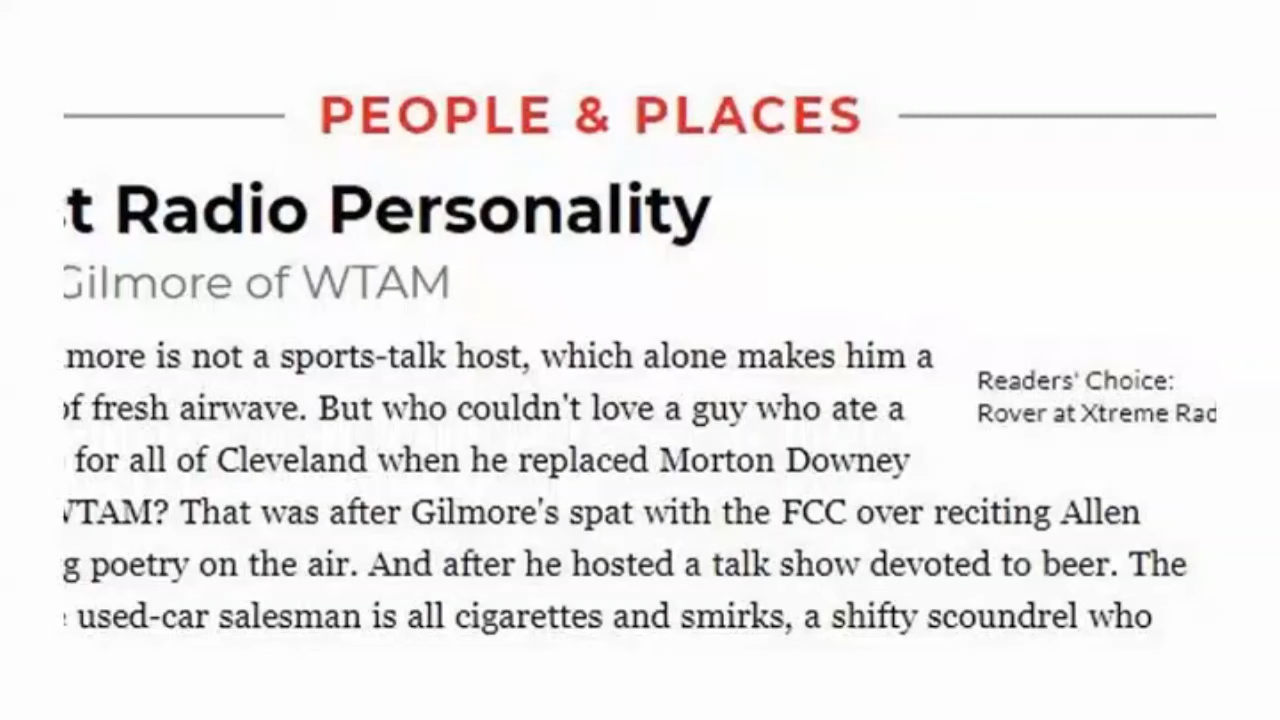 PEOPLE & PLACES
st Radio Personality
Gilmore of WTAM
more is not a sports-talk host, which alone makes him a
of fresh airwave. But who couldn't love a guy who ate a
for all of Cleveland when he replaced Morton Downey
WTAM? That was after Gilmore's spat with the FCC over reciting Allen
g poetry on the air. And after he hosted a talk show devoted to beer. The
used-car salesman is all cigarettes and smirks, a shifty scoundrel who
Readers' Choice:
Rover at Xtreme Rad